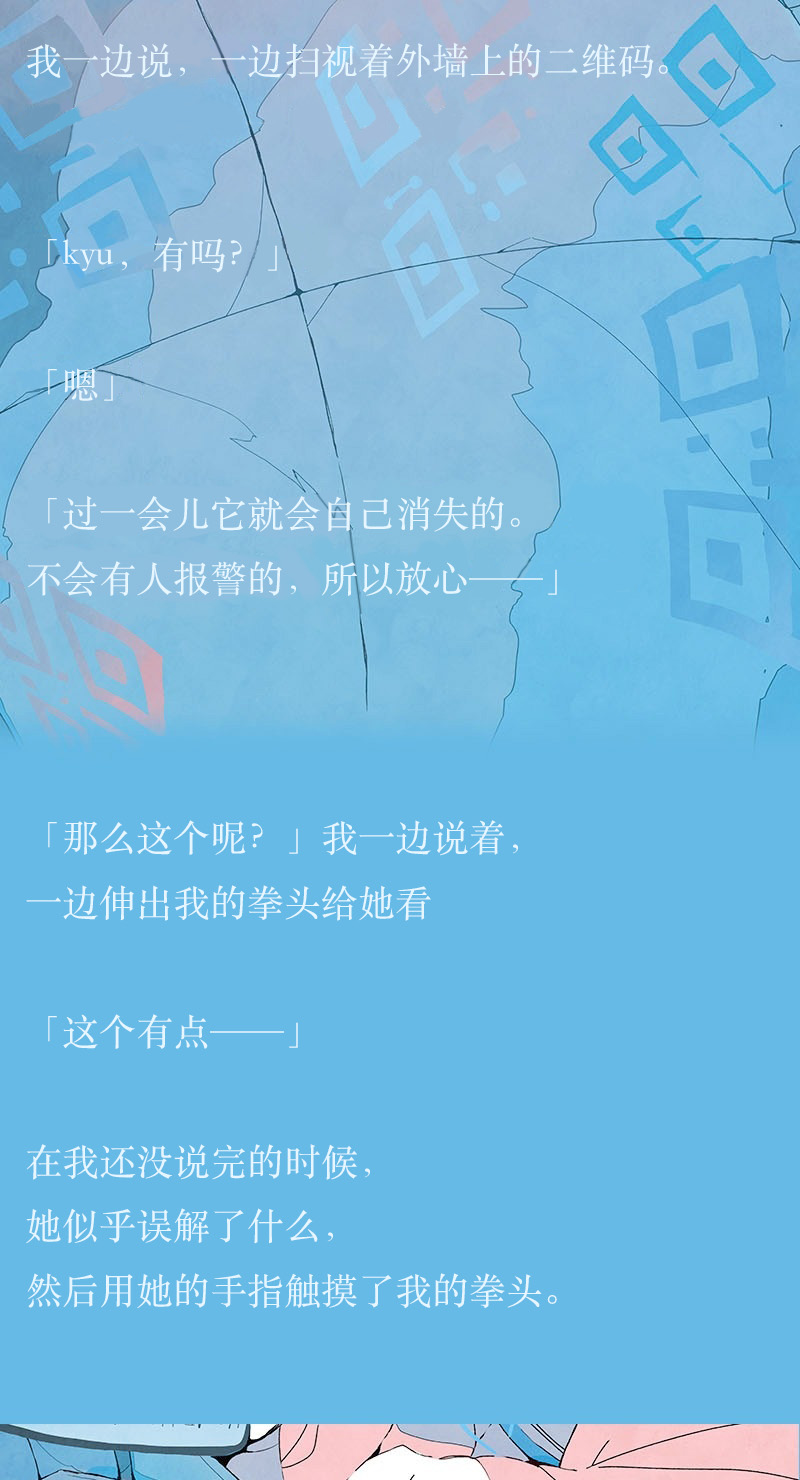 我一边说，一边扫视着外墙上的二维码。
「kyu，有吗？」
「嗯」
「过一会儿它就会自己消失的。
不会有人报警的，所以放心——」
「那么这个呢？」我一边说着，
一边伸出我的拳头给她看
「这个有点——」
在我还没说完的时候，
她似乎误解了什么，
然后用她的手指触摸了我的拳头。